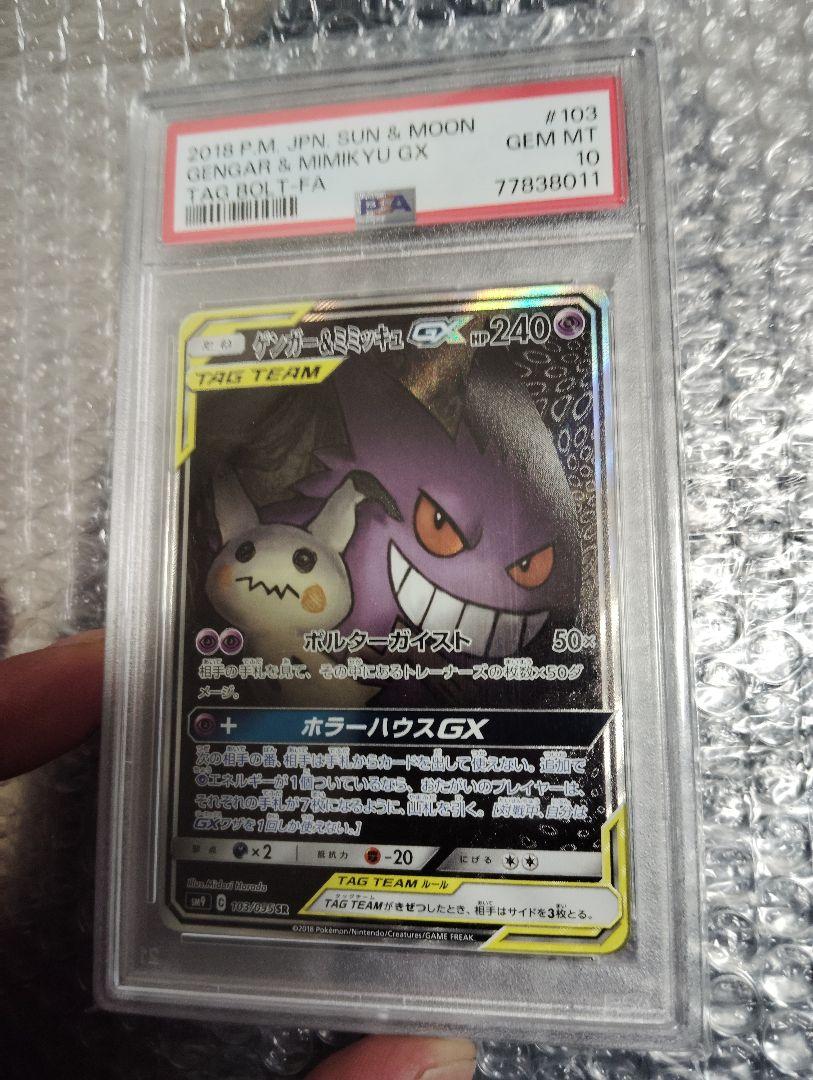 2018 P.M. JPN. SUN & MOON #103
GENGAR & MIMIKYU GX GEM MT
TAG BOLT-FA 10
77838011
PSA
ゲンガー&ミミッキュGX HP240
TAG TEAM
ポルターガイスト 50×
相手の手札を見て、その中にあるトレーナーズの枚数×50ダ
メージ。
+ ホラーハウスGX
次の相手の番、相手は手札からカードを出して使えない。追加で
エネルギーが1個ついているなら、おたがいのプレイヤーは、
それぞれの手札が7枚になるように、山札を引く。[対戦中、自分は
GXワザを1回しか使えない。]
弱点 ×2 抵抗力 -20 にげる
Illus.Midori Harada
TAG TEAM ルール
SM9 C 103/095 SR
TAG TEAMがきぜつしたとき、相手はサイドを3枚とる。
©2018 Pokémon/Nintendo/Creatures/GAME FREAK.